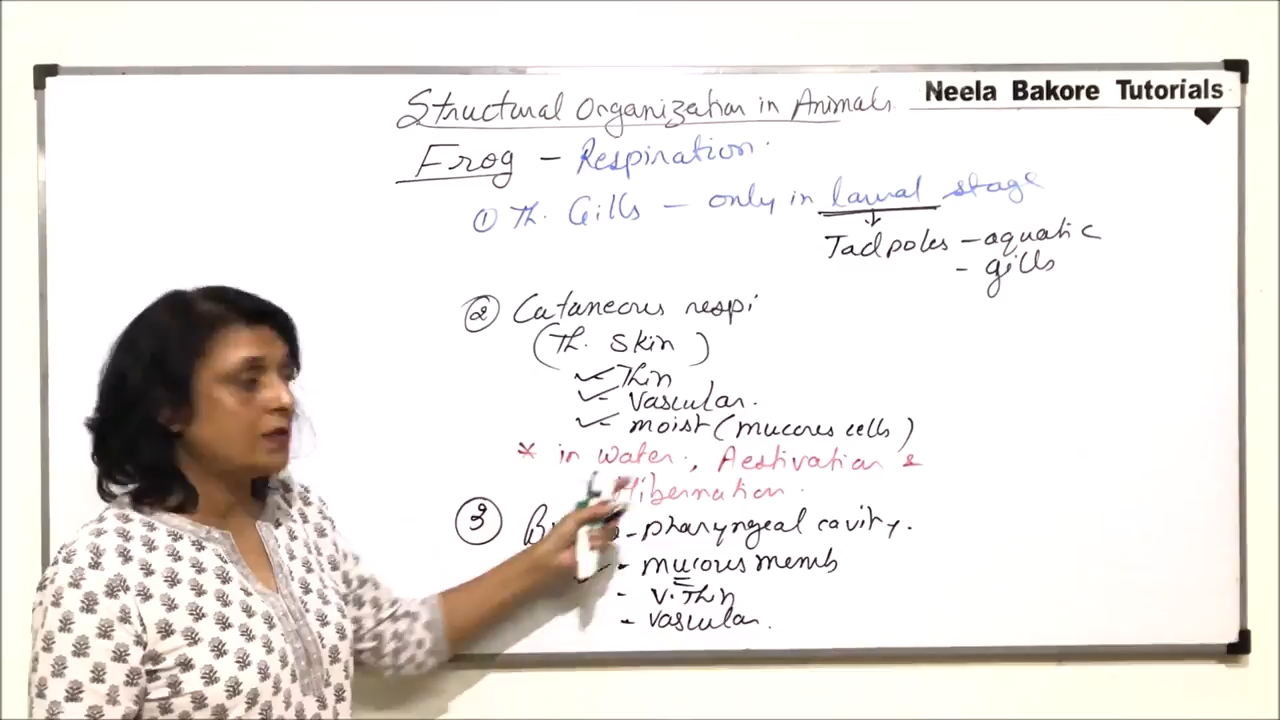 Neela Bakore Tutorials
Structural Organization in Animals
Frog - Respiration.
① Th. Gills - only in larval stage
Tadpoles - aquatic
- gills
② Cutaneous respi
(Th. Skin)
✓ Thin
✓ - Vascular.
✓ - moist (mucous cells)
* in water., Aestivation &
Hibernation.
③ - pharyngeal cavity.
- mucous memb
- V. Thin
- vascular.